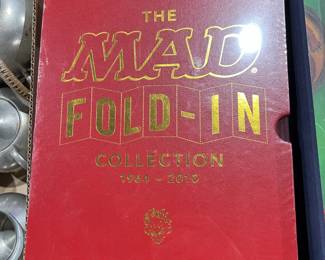 THE
MAD
FOLD-IN
COLLECTION
1964 - 2010